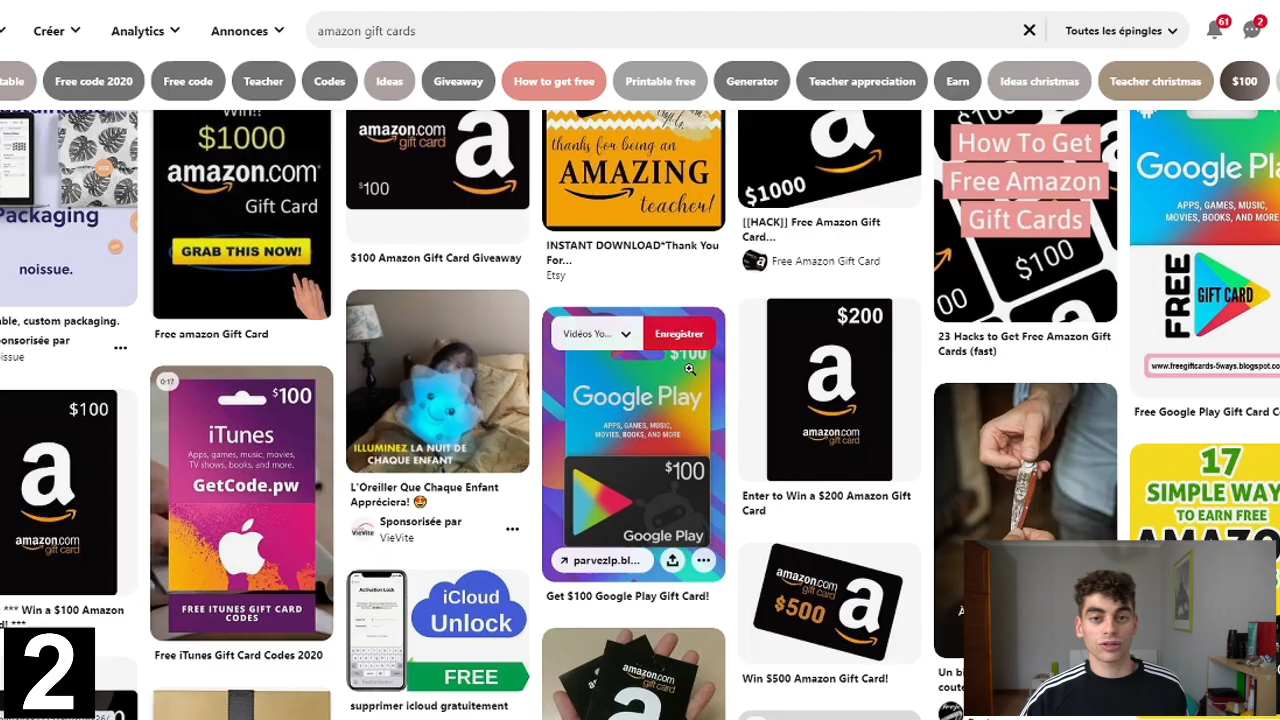 Créer
Analytics
Annonces
amazon gift cards
Toutes les épingles
61
2
table
Free code 2020
Free code
Teacher
Codes
Ideas
Giveaway
How to get free
Printable free
Generator
Teacher appreciation
Earn
Ideas christmas
Teacher christmas
$100
Packaging
noissue.
able, custom packaging.
onsorisée par
issue
$100
amazon.com
gift card
*** Win a $100 Amazon
d! ***
2
$1000
amazon.com
Gift Card
GRAB THIS NOW!
Free amazon Gift Card
0:17
$100
iTunes
Apps, games, music, movies,
TV shows, books, and more.
GetCode.pw
FREE ITUNES GIFT CARD
CODES
Free iTunes Gift Card Codes 2020
amazon.com
gift card
$100
$100 Amazon Gift Card Giveaway
ILLUMINEZ LA NUIT DE
CHAQUE ENFANT
L'Oreiller Que Chaque Enfant
Appréciera! 🤩
VieVite
Sponsorisée par
VieVite
Activation Lock
iCloud
Unlock
FREE
supprimer icloud gratuitement
thanks for being an
AMAZING
teacher!
INSTANT DOWNLOAD*Thank You
For...
Etsy
Vidéos Yo...
Enregistrer
$100
Google Play
APPS, GAMES, MUSIC,
MOVIES, BOOKS, AND MORE
$100
Google Play
parvezlp.bl...
Get $100 Google Play Gift Card!
amazon.com
gift card
$1000
[[HACK]] Free Amazon Gift
Card...
Free Amazon Gift Card
$200
amazon.com
gift card
Enter to Win a $200 Amazon Gift
Card
amazon.com
gift card
$500
Win $500 Amazon Gift Card!
How To Get
Free Amazon
Gift Cards
$100
00
23 Hacks to Get Free Amazon Gift
Cards (fast)
À
Un bi
coute
Google Pla
APPS, GAMES, MUSIC,
MOVIES, BOOKS, AND MORE
FREE
GIFT CARD
www.freegiftcards-5ways.blogspot.co
Free Google Play Gift Card C
17
SIMPLE WAY
TO EARN FREE
AMAZO